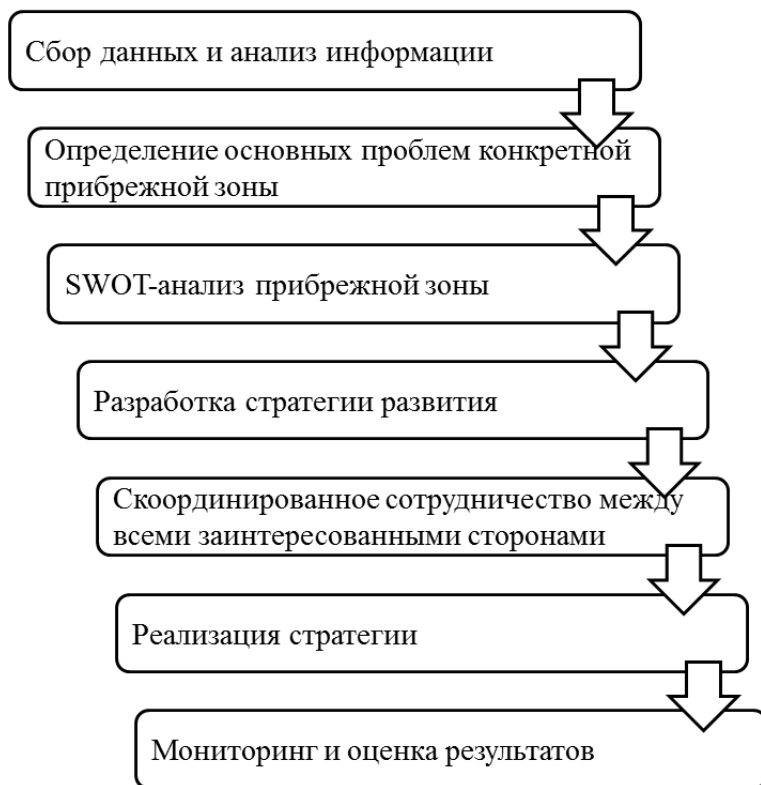 Сбор данных и анализ информации
Определение основных проблем конкретной
прибрежной зоны
SWOT-анализ прибрежной зоны
Разработка стратегии развития
Скоординированное сотрудничество между
всеми заинтересованными сторонами
Реализация стратегии
Мониторинг и оценка результатов